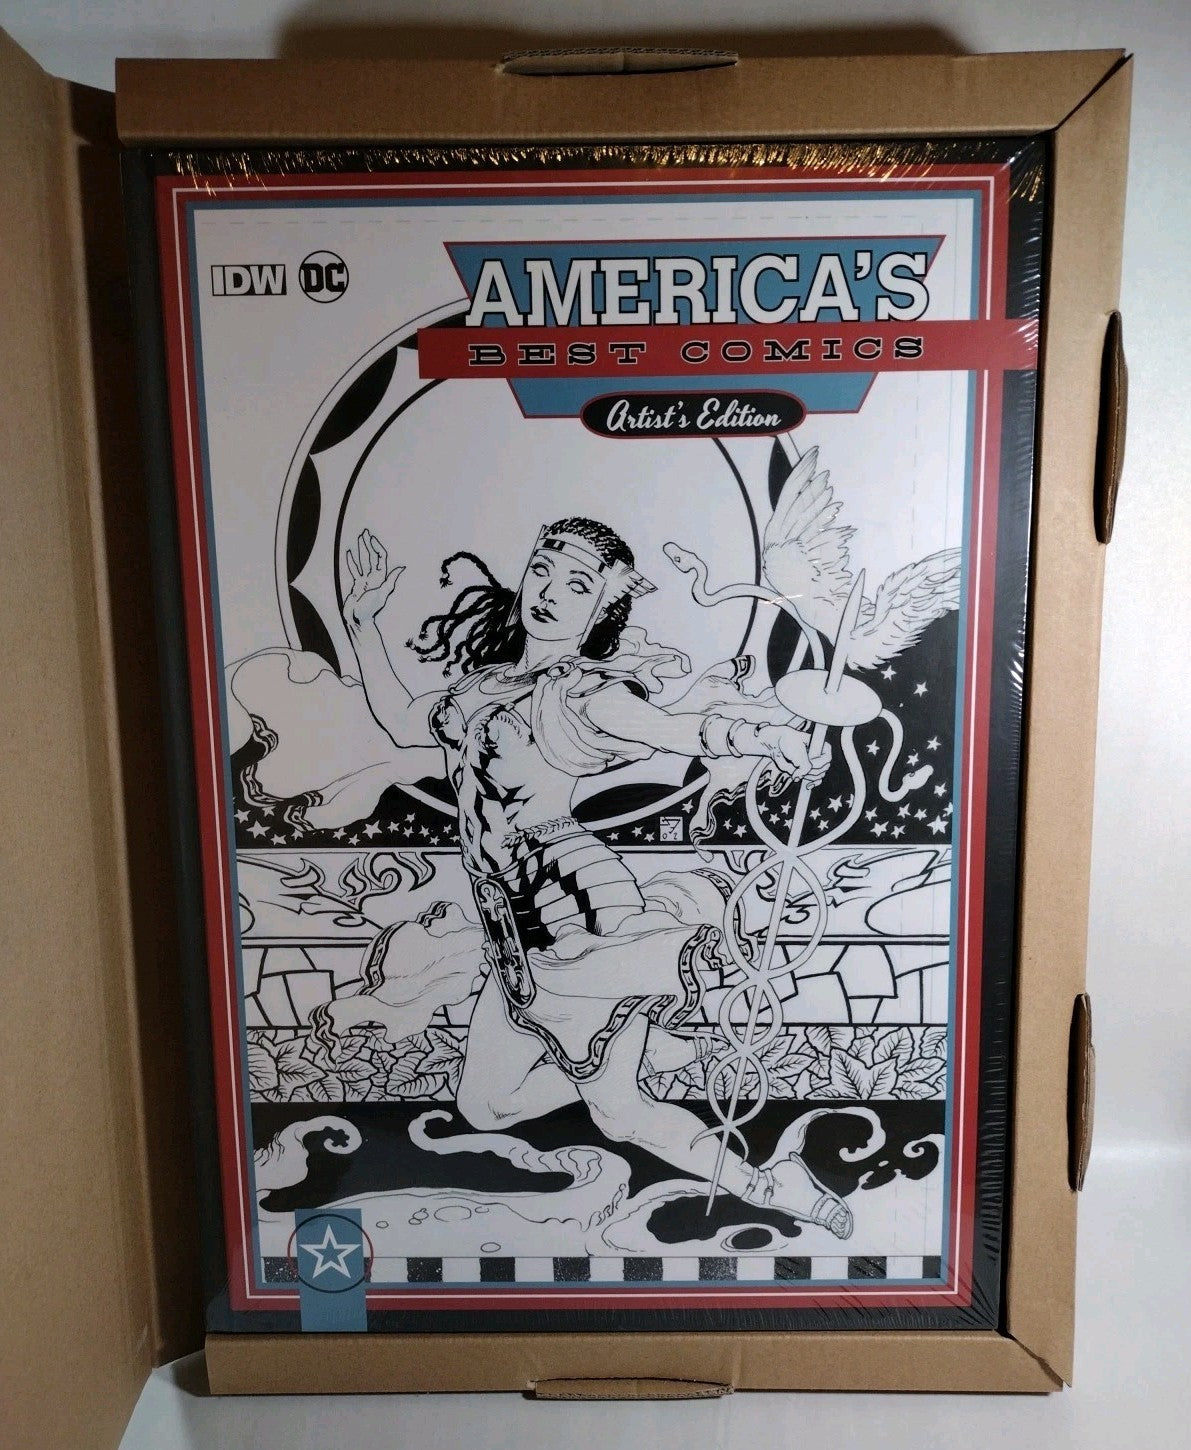 IDW DC
AMERICA'S
BEST COMICS
Artist's Edition